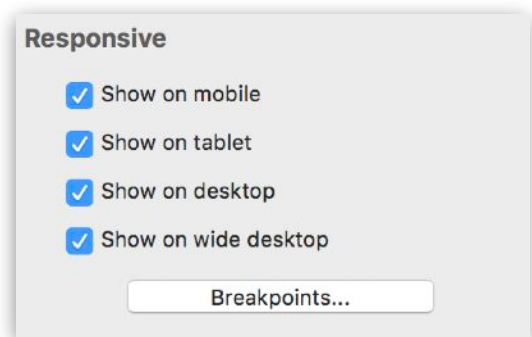 Responsive
Show on mobile
Show on tablet
Show on desktop
Show on wide desktop
Breakpoints...